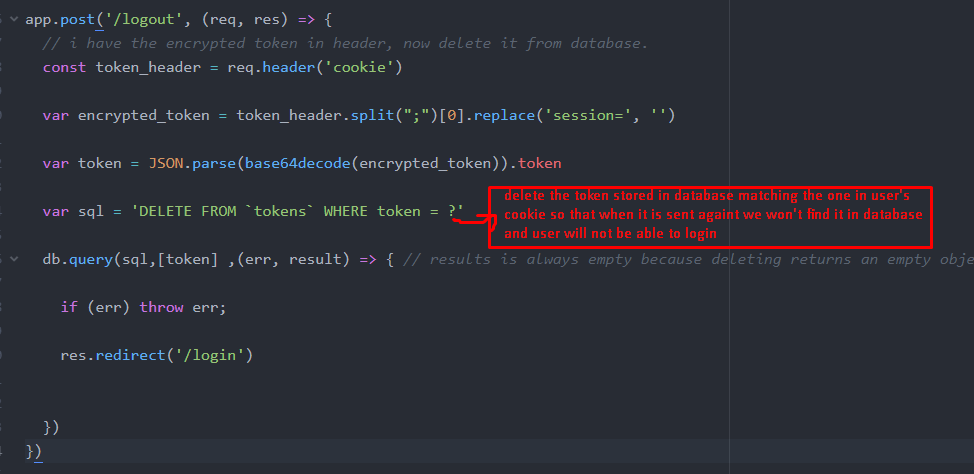 app.post('/logout', (req, res) => {
// i have the encrypted token in header, now delete it from database.
const token_header = req.header('cookie')
var encrypted_token = token_header.split(";")[0].replace('session=', '')
var token = JSON.parse(base64decode(encrypted_token)).token
var sql = 'DELETE FROM `tokens` WHERE token = ?'
delete the token stored in database matching the one in user's
cookie so that when it is sent againt we won't find it in database
and user will not be able to login
db.query(sql,[token] ,(err, result) => { // results is always empty because deleting returns an empty obje
if (err) throw err;
res.redirect('/login')
})
})